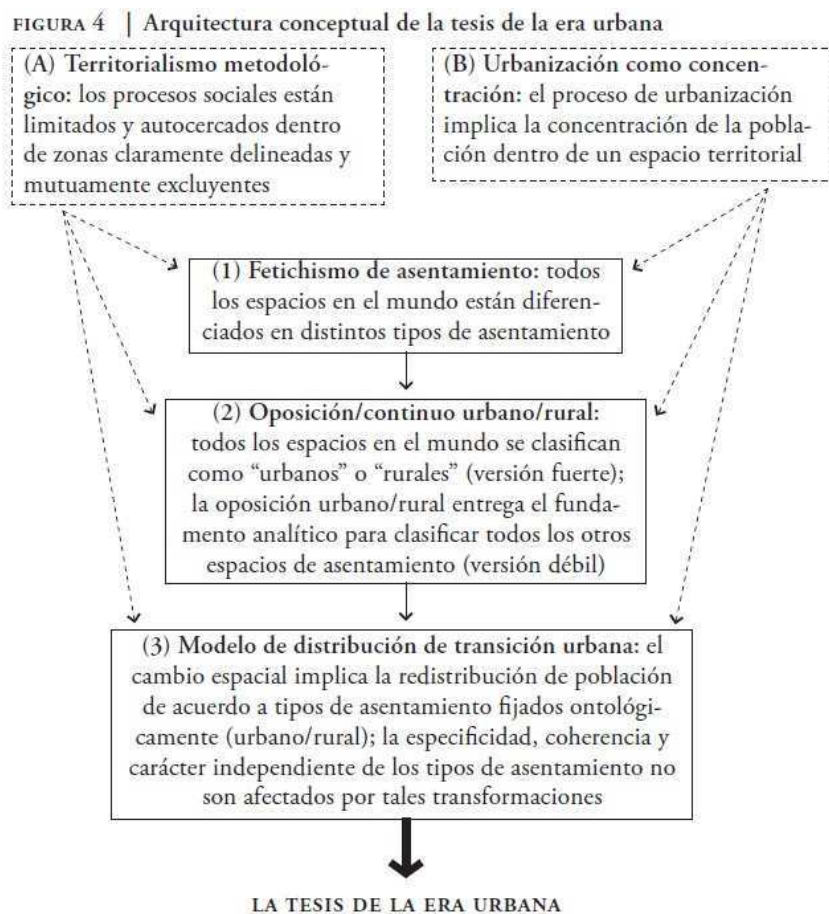 FIGURA 4 | Arquitectura conceptual de la tesis de la era urbana
(A) Territorialismo metodoló-
gico: los procesos sociales están
limitados y autocercados dentro
de zonas claramente delineadas y
mutuamente excluyentes
(B) Urbanización como concen-
tración: el proceso de urbanización
implica la concentración de la pobla-
ción dentro de un espacio territorial
(1) Fetichismo de asentamiento: todos
los espacios en el mundo están diferen-
ciados en distintos tipos de asentamiento
(2) Oposición/continuo urbano/rural:
todos los espacios en el mundo se clasifican
como “urbanos” o “rurales” (versión fuerte);
la oposición urbano/rural entrega el funda-
mento analítico para clasificar todos los otros
espacios de asentamiento (versión débil)
(3) Modelo de distribución de transición urbana: el
cambio espacial implica la redistribución de población
de acuerdo a tipos de asentamiento fijados ontológi-
camente (urbano/rural); la especificidad, coherencia y
carácter independiente de los tipos de asentamiento no
son afectados por tales transformaciones
LA TESIS DE LA ERA URBANA